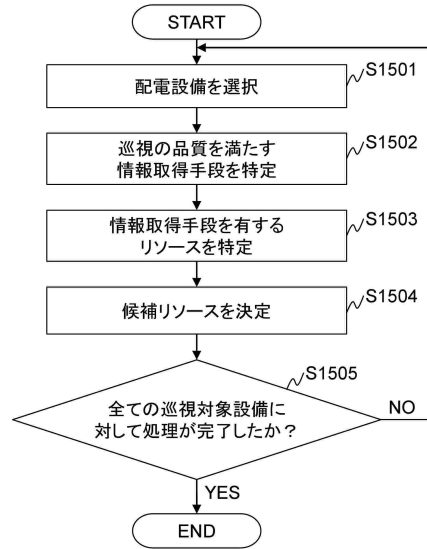 START
S1501
配電設備を選択
S1502
巡視の品質を満たす
情報取得手段を特定
S1503
情報取得手段を有する
リソースを特定
S1504
候補リソースを決定
S1505
全ての巡視対象設備に
対して処理が完了したか？
NO
YES
END